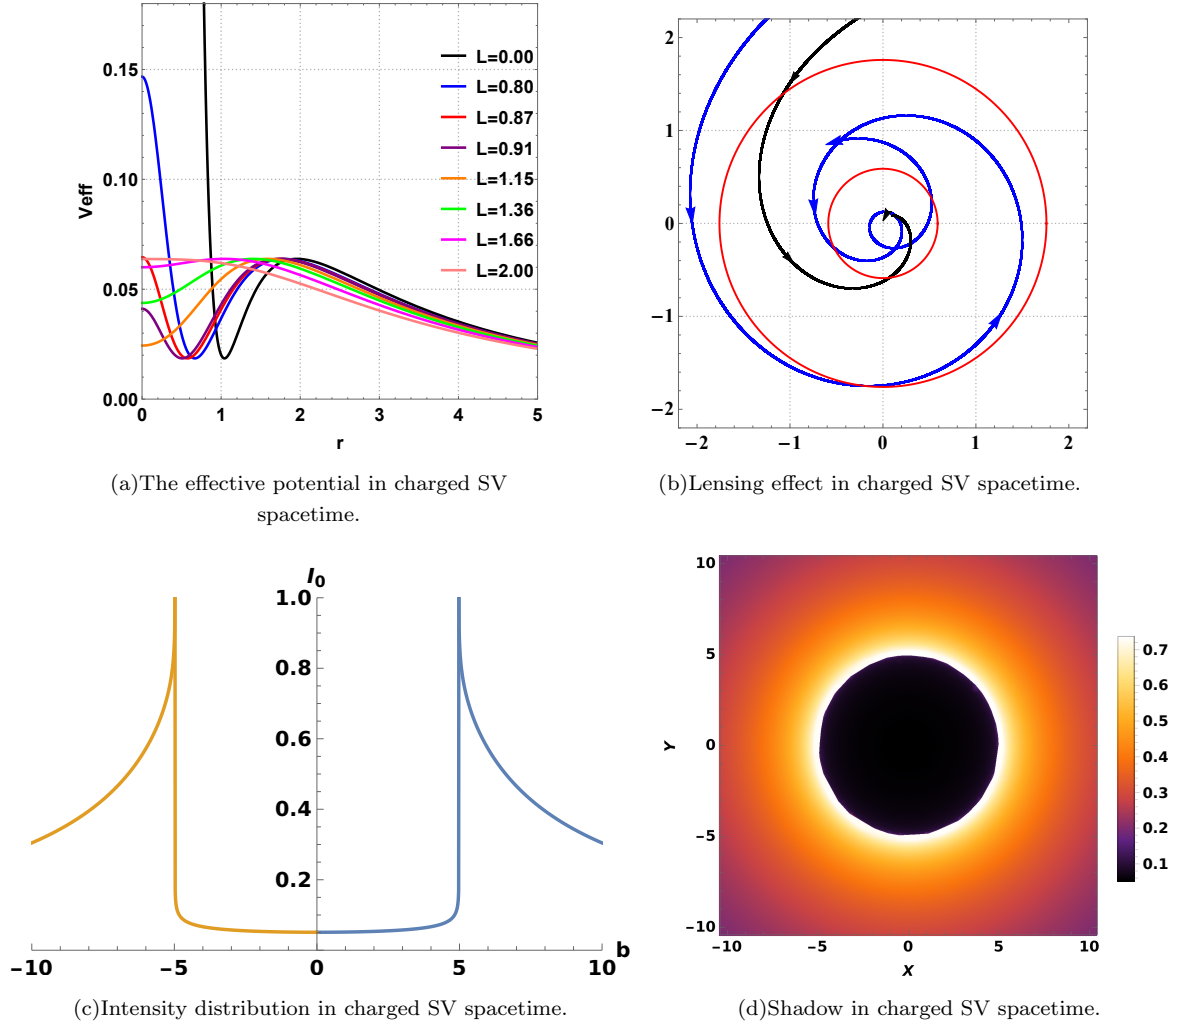 Veff
0.15
0.10
0.05
0.00
0 1 2 3 4 5
r
L=0.00
L=0.80
L=0.87
L=0.91
L=1.15
L=1.36
L=1.66
L=2.00
(a)The effective potential in charged SV
spacetime.
2
1
0
−1
−2
−2 −1 0 1 2
(b)Lensing effect in charged SV spacetime.
I0
1.0
0.8
0.6
0.4
0.2
b
−10 −5 0 5 10
(c)Intensity distribution in charged SV spacetime.
10
5
0
−5
−10
Y
−10 −5 0 5 10
X
0.7
0.6
0.5
0.4
0.3
0.2
0.1
(d)Shadow in charged SV spacetime.